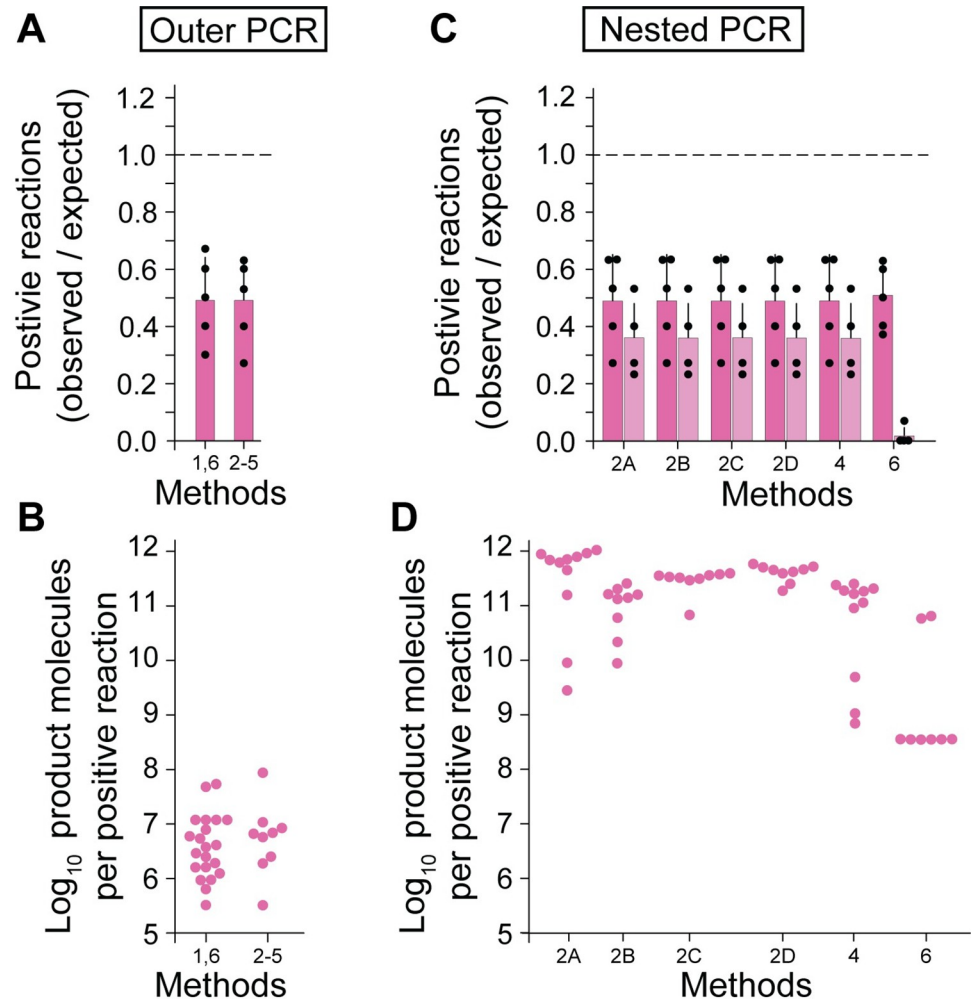 A
Outer PCR
Postivie reactions
(observed / expected)
1.2
1.0
0.8
0.6
0.4
0.2
0.0
1,6 2-5
Methods
C
Nested PCR
Postivie reactions
(observed / expected)
1.2
1.0
0.8
0.6
0.4
0.2
0.0
2A 2B 2C 2D 4 6
Methods
B
Log10 product molecules
per positive reaction
12
11
10
9
8
7
6
5
1,6 2-5
Methods
D
Log10 product molecules
per positive reaction
12
11
10
9
8
7
6
5
2A 2B 2C 2D 4 6
Methods